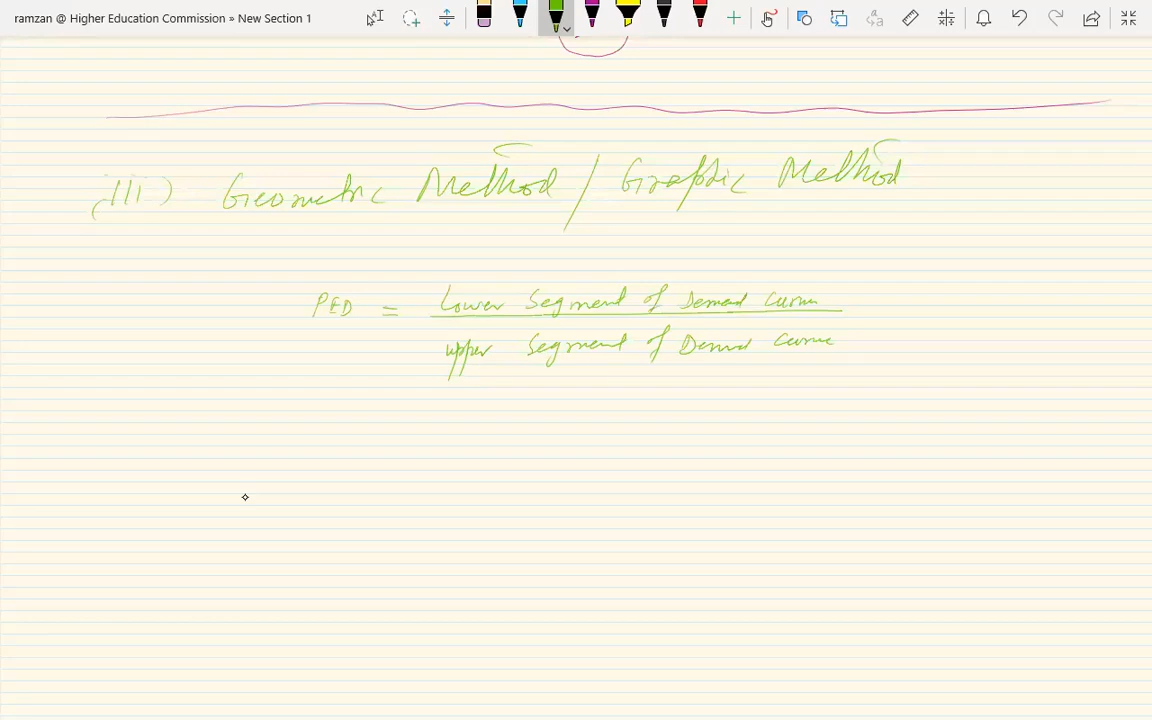 ramzan @ Higher Education Commission » New Section 1
(iii) Geometric Method / Graphic Method
PED = Lower Segment of Demand Curve
upper Segment of Demand Curve